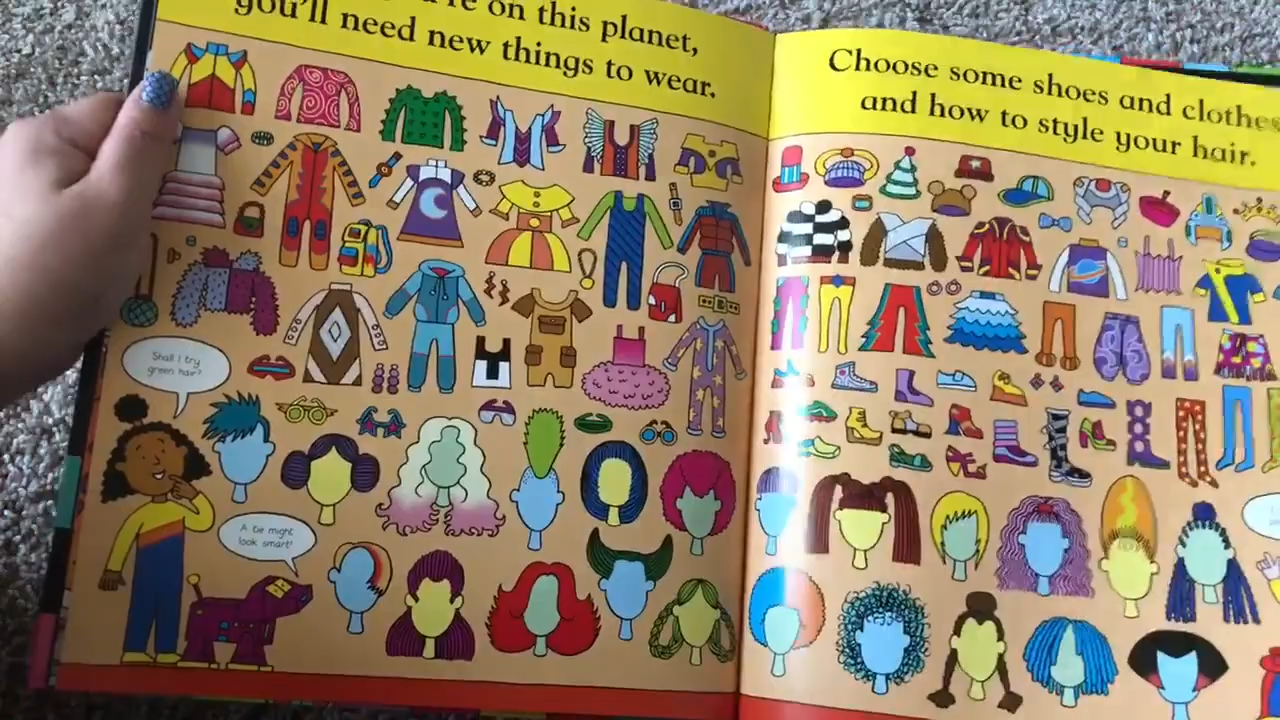 on this planet,
you'll need new things to wear.
Choose some shoes and clothes
and how to style your hair.
Shall I try
green hair?
A tie might
look smart!